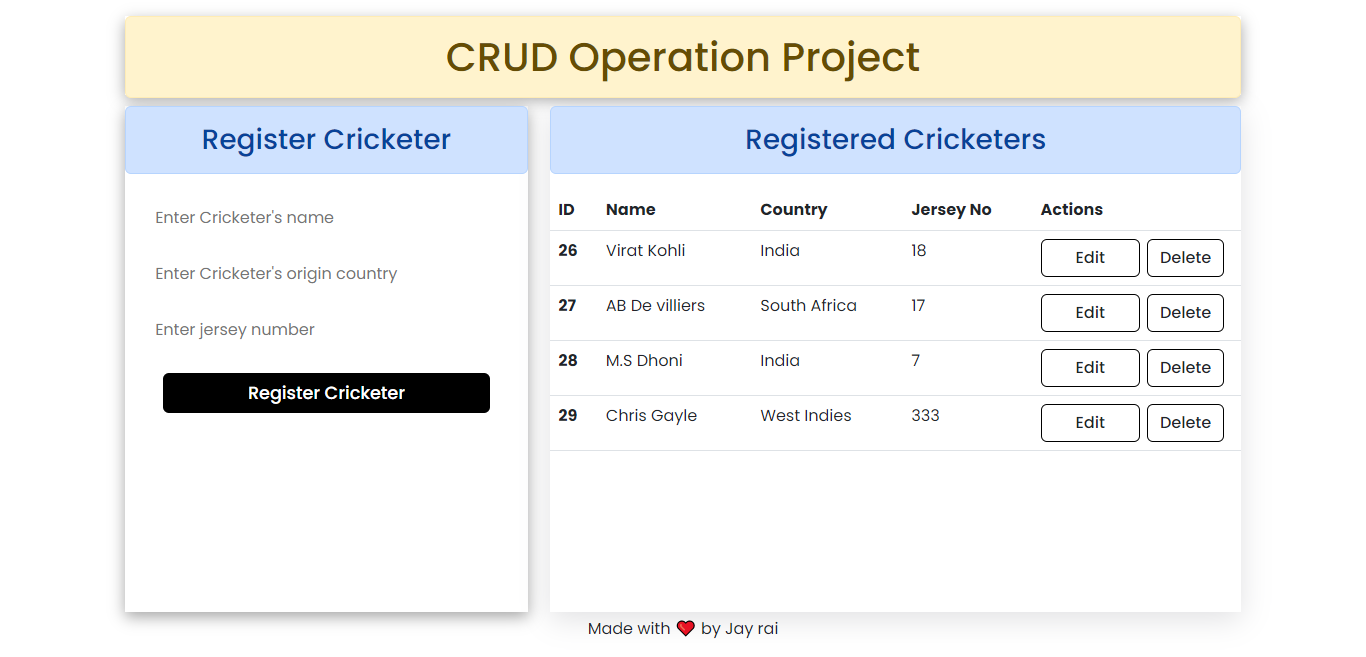 CRUD Operation Project
Register Cricketer
Enter Cricketer's name
Enter Cricketer's origin country
Enter jersey number
Register Cricketer
Registered Cricketers
ID Name Country Jersey No Actions
26 Virat Kohli India 18 Edit Delete
27 AB De villiers South Africa 17 Edit Delete
28 M.S Dhoni India 7 Edit Delete
29 Chris Gayle West Indies 333 Edit Delete
Made with ❤️ by Jay rai